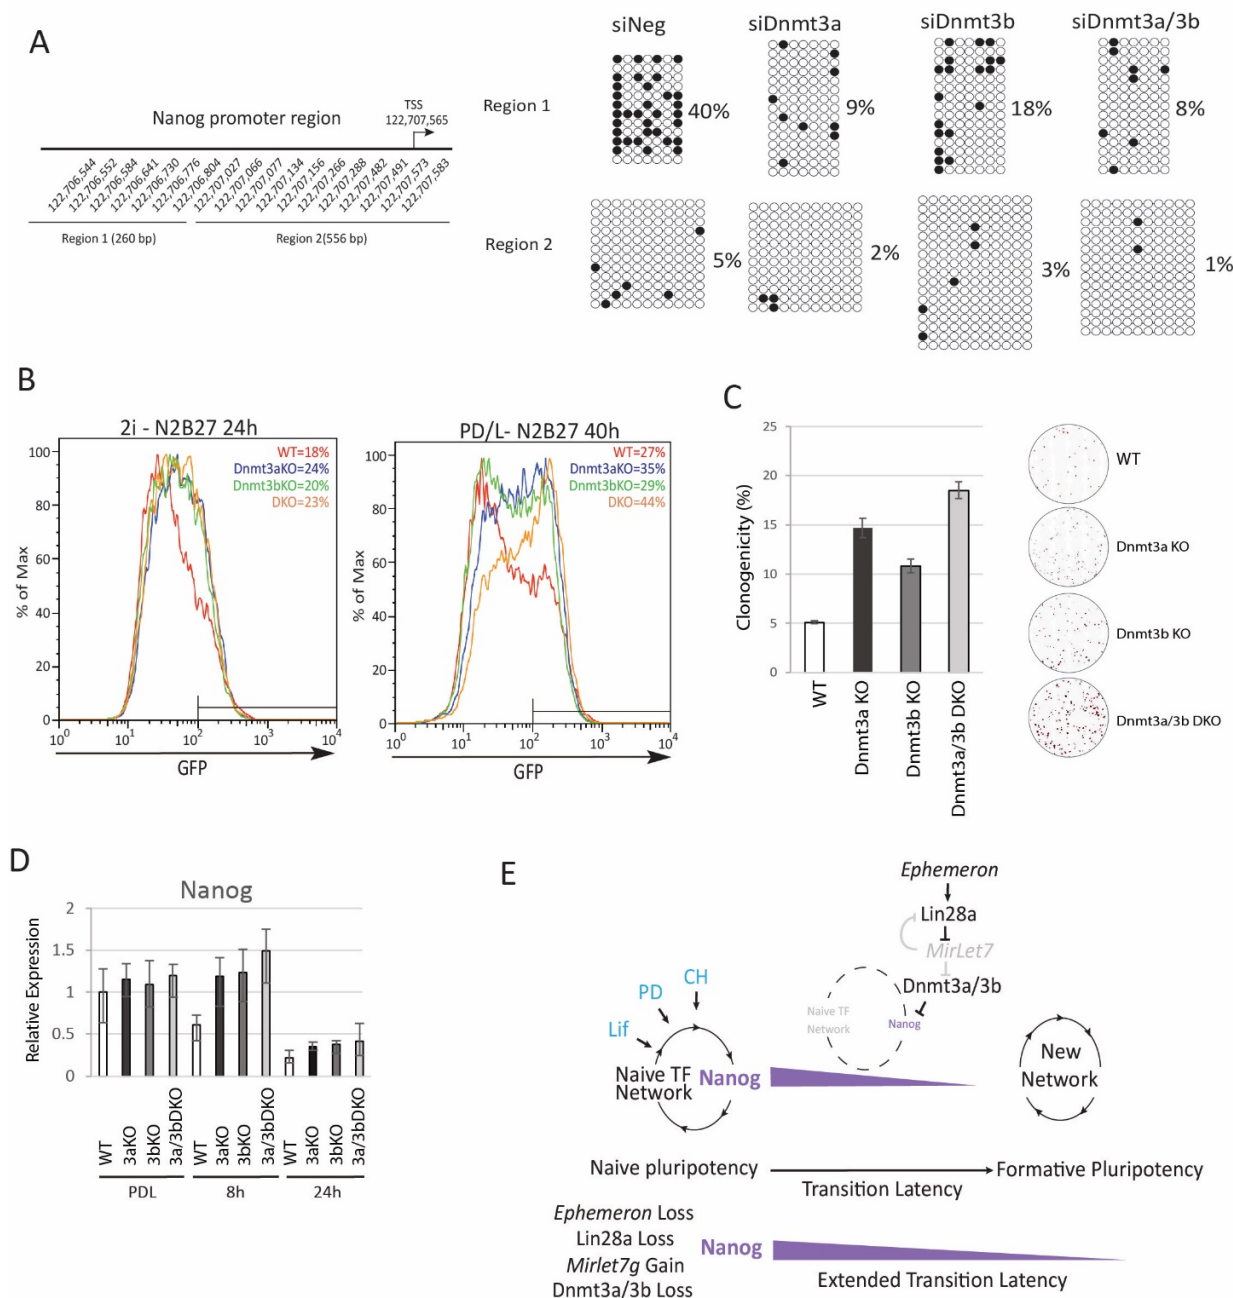 A
siNeg
siDnmt3a
siDnmt3b
siDnmt3a/3b
Nanog promoter region
TSS
122,707,565
122,706,544
122,706,552
122,706,584
122,706,641
122,706,730
122,706,776
122,706,804
122,707,027
122,707,066
122,707,077
122,707,134
122,707,156
122,707,266
122,707,288
122,707,482
122,707,491
122,707,573
122,707,583
Region 1 (260 bp)
Region 2(556 bp)
Region 1
40%
9%
18%
8%
Region 2
5%
2%
3%
1%
B
2i - N2B27 24h
WT=18%
Dnmt3aKO=24%
Dnmt3bKO=20%
DKO=23%
% of Max
100
80
60
40
20
0
10^0
10^1
10^2
10^3
10^4
GFP
PD/L- N2B27 40h
WT=27%
Dnmt3aKO=35%
Dnmt3bKO=29%
DKO=44%
% of Max
100
80
60
40
20
0
10^0
10^1
10^2
10^3
10^4
GFP
C
Clonogenicity (%)
25
20
15
10
5
0
WT
Dnmt3a KO
Dnmt3b KO
Dnmt3a/3b DKO
WT
Dnmt3a KO
Dnmt3b KO
Dnmt3a/3b DKO
D
Nanog
Relative Expression
2
1.5
1
0.5
0
WT
3aKO
3bKO
3a/3bDKO
WT
3aKO
3bKO
3a/3bDKO
WT
3aKO
3bKO
3a/3bDKO
PDL
8h
24h
E
Ephemeron
Lin28a
MirLet7
Dnmt3a/3b
Nanog
Naive TF
Network
CH
PD
Lif
Naive TF
Network
Nanog
New
Network
Naive pluripotency
Transition Latency
Formative Pluripotency
Ephemeron Loss
Lin28a Loss
Mirlet7g Gain
Dnmt3a/3b Loss
Nanog
Extended Transition Latency